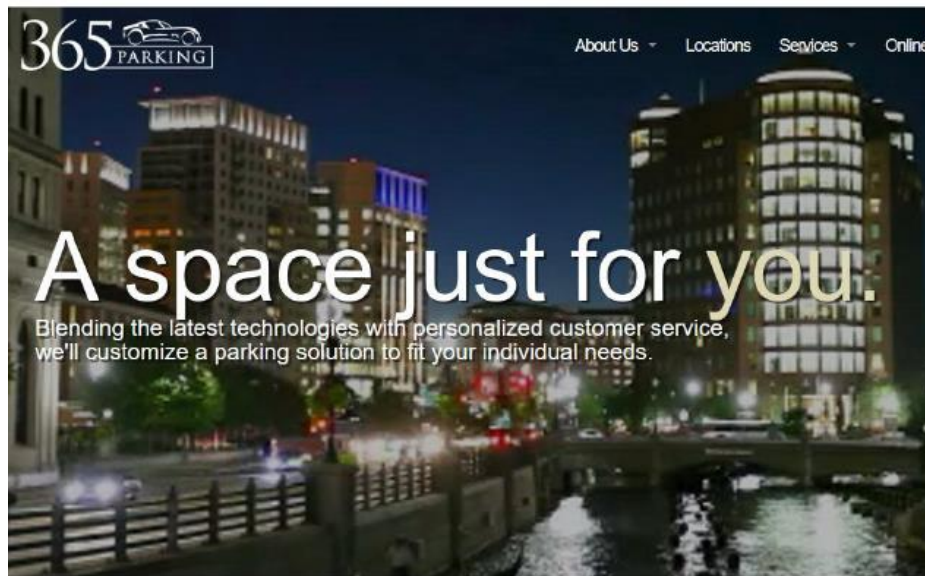 365 PARKING
About Us
Locations
Services
Online
A space just for you.
Blending the latest technologies with personalized customer service,
we'll customize a parking solution to fit your individual needs.